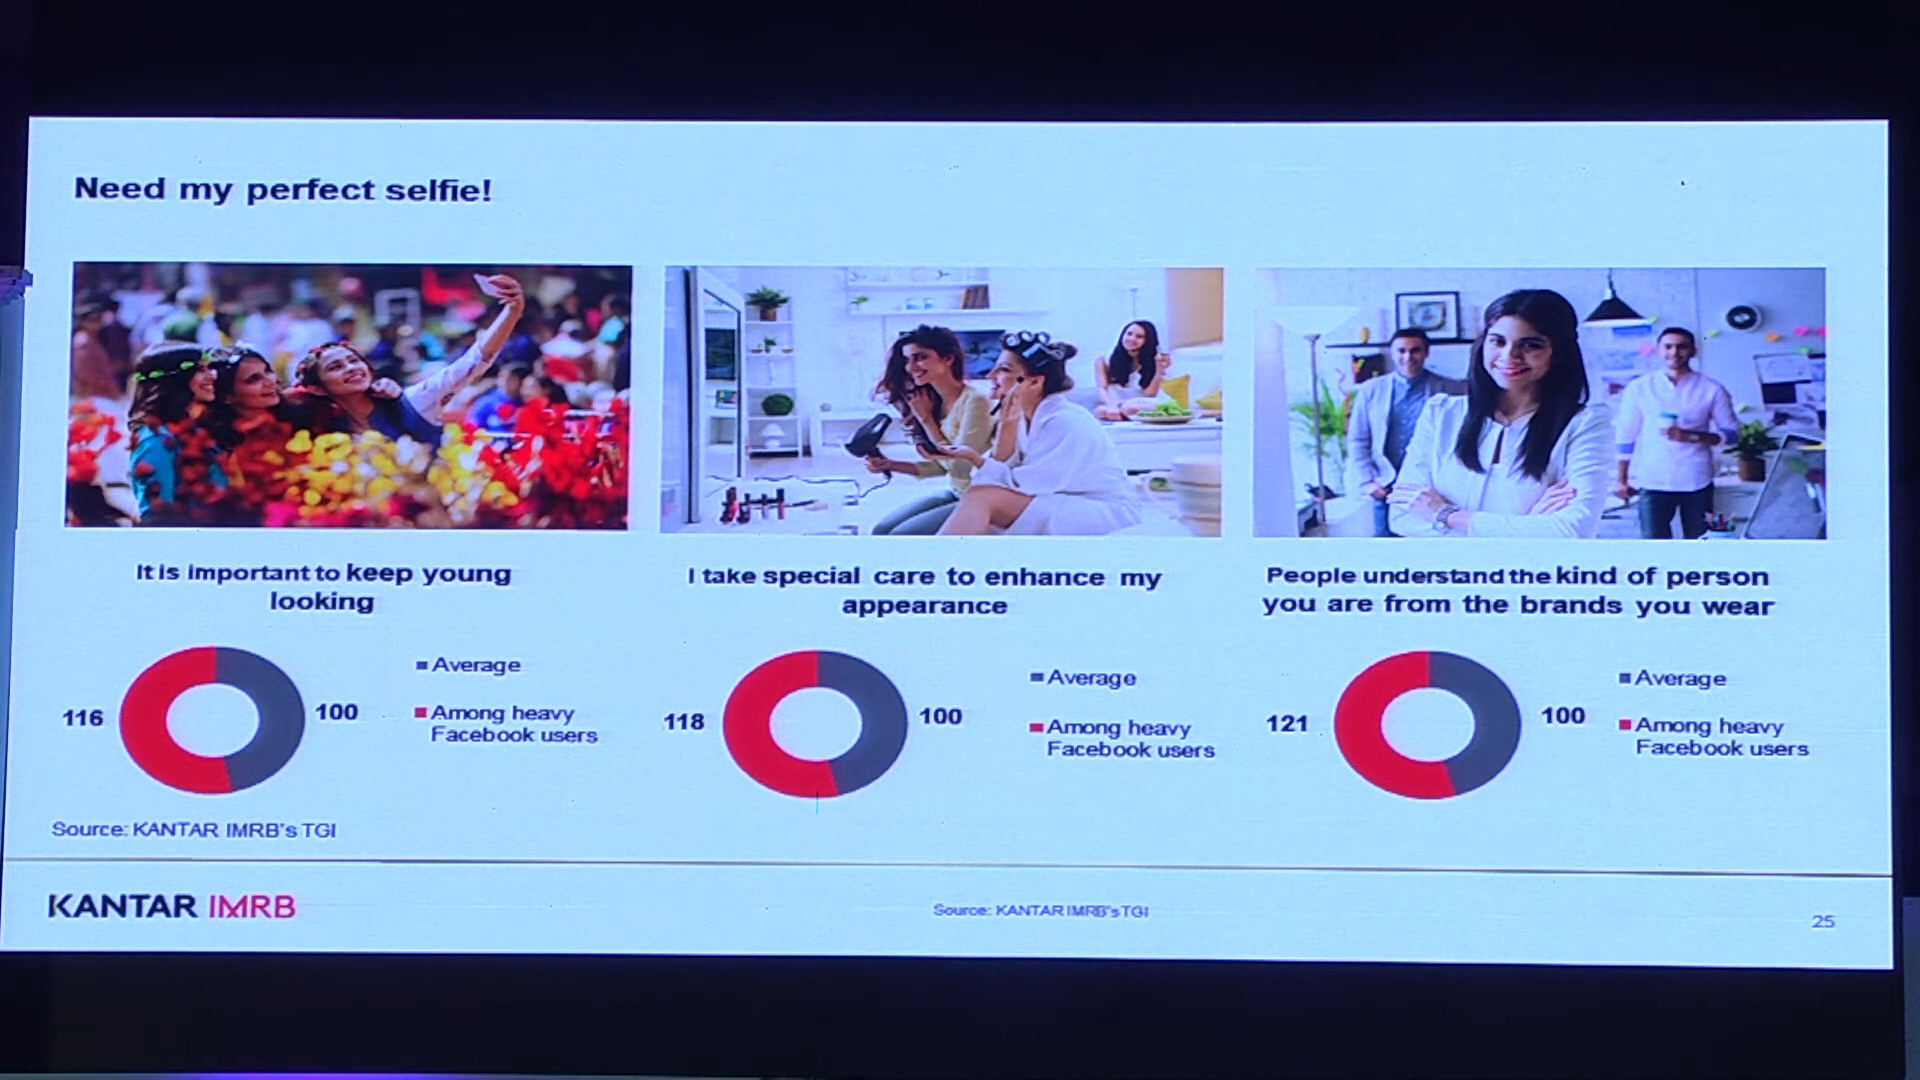 Need my perfect selfie!
It is important to keep young
looking
116
100
Average
Among heavy
Facebook users
I take special care to enhance my
appearance
118
100
Average
Among heavy
Facebook users
People understand the kind of person
you are from the brands you wear
121
100
Average
Among heavy
Facebook users
Source: KANTAR IMRB's TGI
KANTAR IMRB
Source: KANTAR IMRB's TGI
25